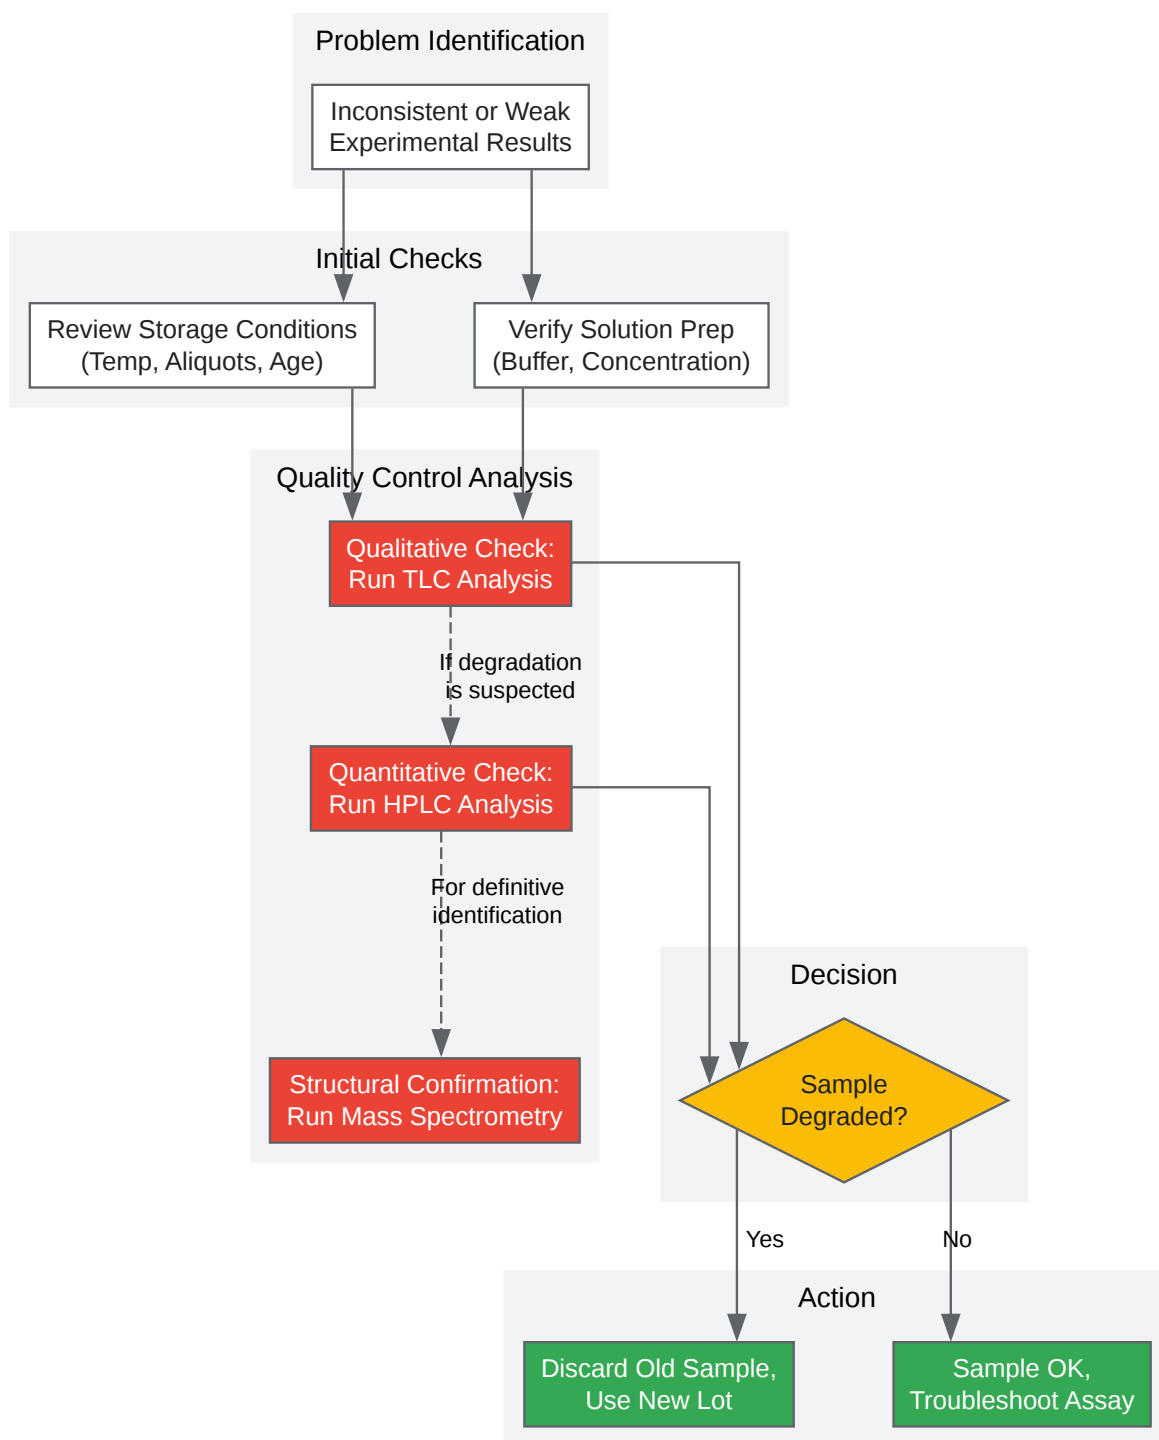 Problem Identification
Inconsistent or Weak
Experimental Results
Initial Checks
Review Storage Conditions
(Temp, Aliquots, Age)
Verify Solution Prep
(Buffer, Concentration)
Quality Control Analysis
Qualitative Check:
Run TLC Analysis
If degradation
is suspected
Quantitative Check:
Run HPLC Analysis
For definitive
identification
Structural Confirmation:
Run Mass Spectrometry
Decision
Sample
Degraded?
Yes
No
Action
Discard Old Sample,
Use New Lot
Sample OK,
Troubleshoot Assay